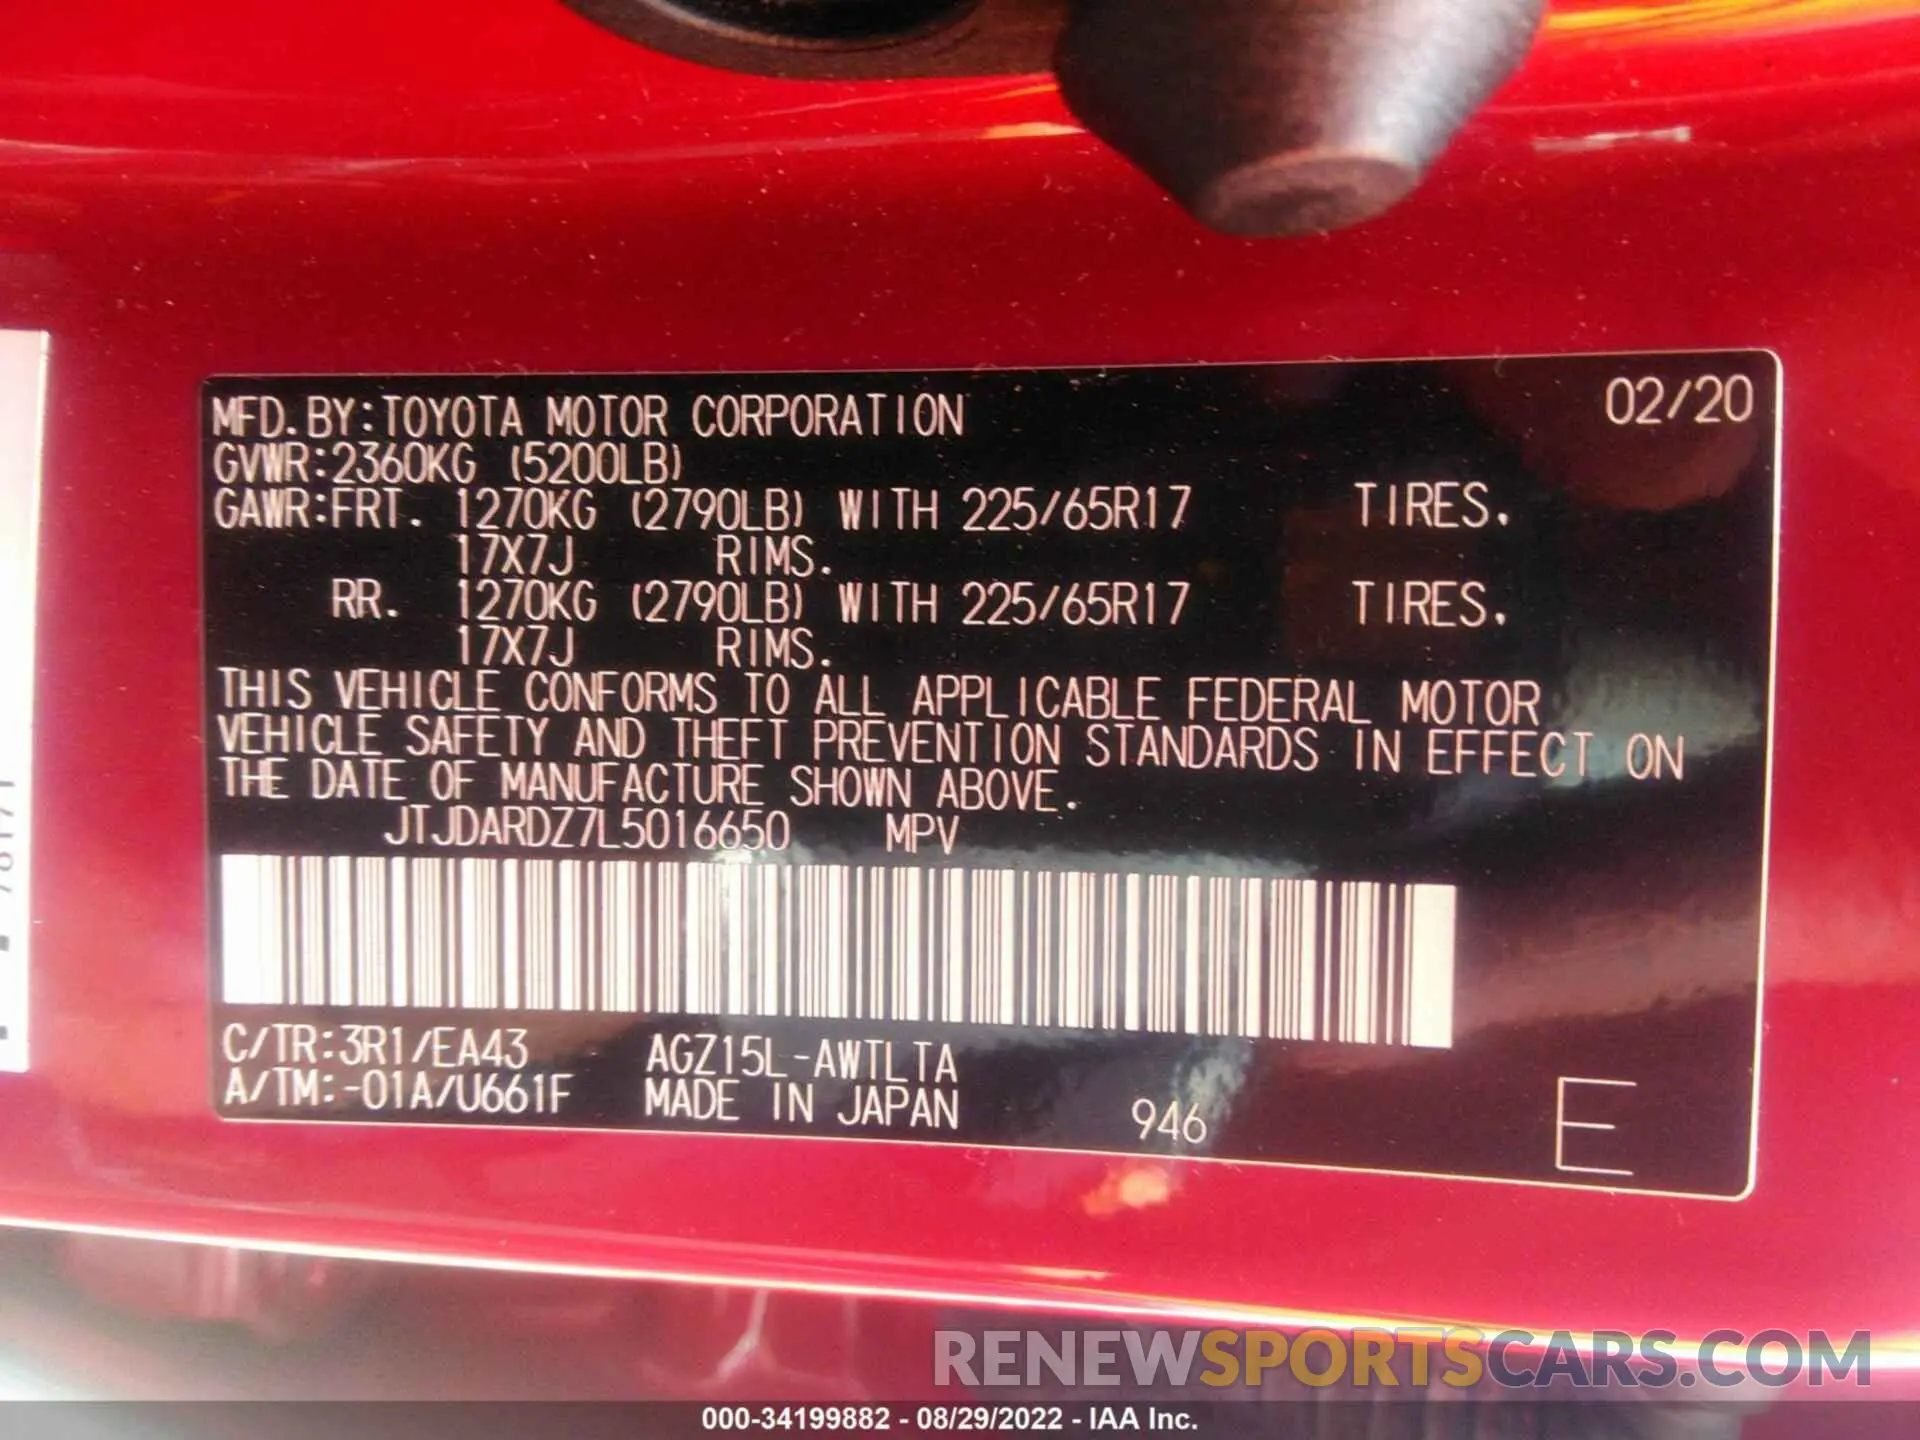 MFD.BY:TOYOTA MOTOR CORPORATION 02/20
GVWR:2360KG (5200LB)
GAWR:FRT. 1270KG (2790LB) WITH 225/65R17 TIRES.
17X7J RIMS.
RR. 1270KG (2790LB) WITH 225/65R17 TIRES.
17X7J RIMS.
THIS VEHICLE CONFORMS TO ALL APPLICABLE FEDERAL MOTOR
VEHICLE SAFETY AND THEFT PREVENTION STANDARDS IN EFFECT ON
THE DATE OF MANUFACTURE SHOWN ABOVE.
JTJDARDZ7L5016650 MPV
C/TR:3R1/EA43 AGZ15L-AWTLTA
A/TM:-01A/U661F MADE IN JAPAN 946 E
RENEWSPORTSCARS.COM
000-34199882 - 08/29/2022 - IAA Inc.